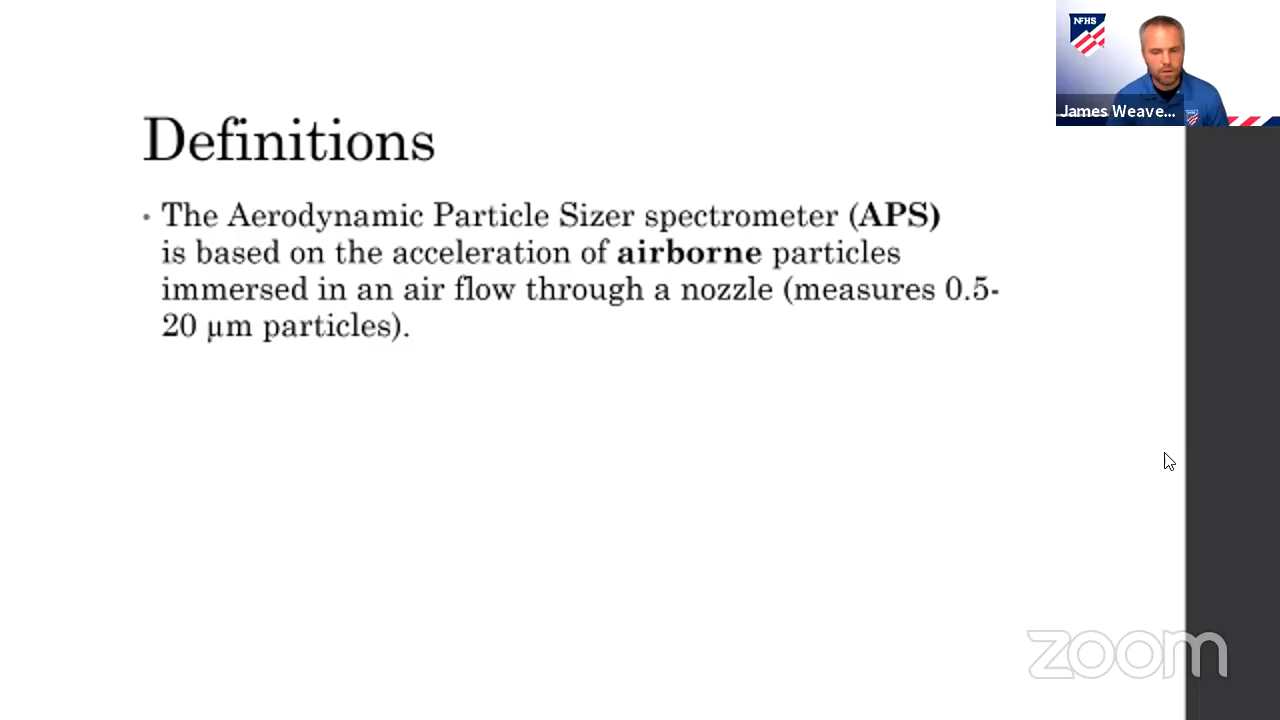 NFHS
James Weave...
Definitions
• The Aerodynamic Particle Sizer spectrometer (APS)
is based on the acceleration of airborne particles
immersed in an air flow through a nozzle (measures 0.5-
20 µm particles).
zoom